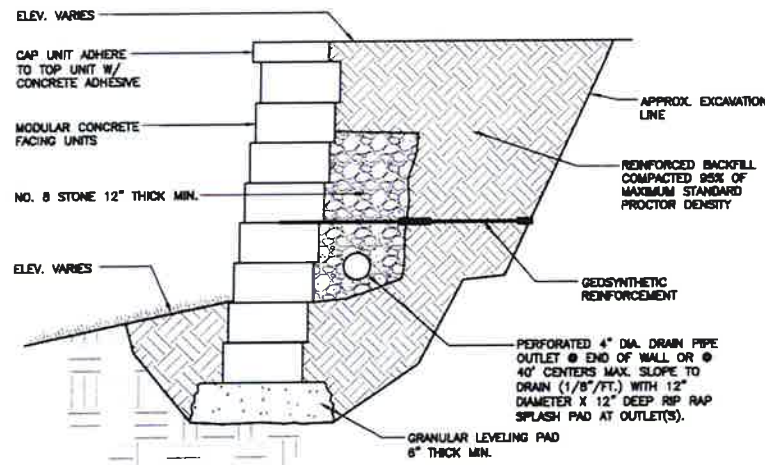 ELEV. VARIES
CAP UNIT ADHERE
TO TOP UNIT W/
CONCRETE ADHESIVE
MODULAR CONCRETE
FACING UNITS
NO. 8 STONE 12" THICK MIN.
ELEV. VARIES
APPROX. EXCAVATION
LINE
REINFORCED BACKFILL
COMPACTED 95% OF
MAXIMUM STANDARD
PROCTOR DENSITY
GEOSYNTHETIC
REINFORCEMENT
PERFORATED 4" DIA. DRAIN PIPE
OUTLET @ END OF WALL OR @
40' CENTERS MAX. SLOPE TO
DRAIN (1/8"/FT.) WITH 12"
DIAMETER X 12" DEEP RIP RAP
SPLASH PAD AT OUTLET(S).
GRANULAR LEVELING PAD
6" THICK MIN.